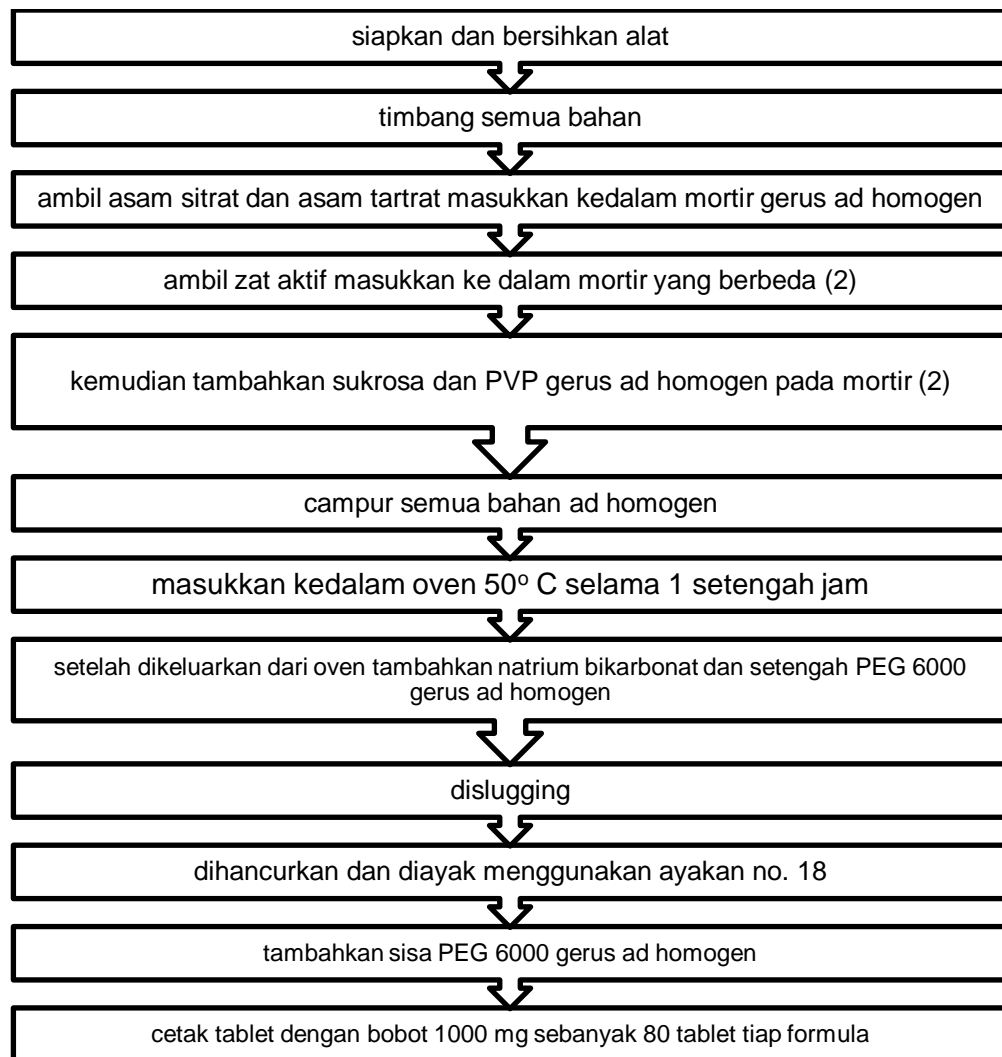 siapkan dan bersihkan alat
timbang semua bahan
ambil asam sitrat dan asam tartrat masukkan kedalam mortir gerus ad homogen
ambil zat aktif masukkan ke dalam mortir yang berbeda (2)
kemudian tambahkan sukrosa dan PVP gerus ad homogen pada mortir (2)
campur semua bahan ad homogen
masukkan kedalam oven 50º C selama 1 setengah jam
setelah dikeluarkan dari oven tambahkan natrium bikarbonat dan setengah PEG 6000
gerus ad homogen
dislugging
dihancurkan dan diayak menggunakan ayakan no. 18
tambahkan sisa PEG 6000 gerus ad homogen
cetak tablet dengan bobot 1000 mg sebanyak 80 tablet tiap formula